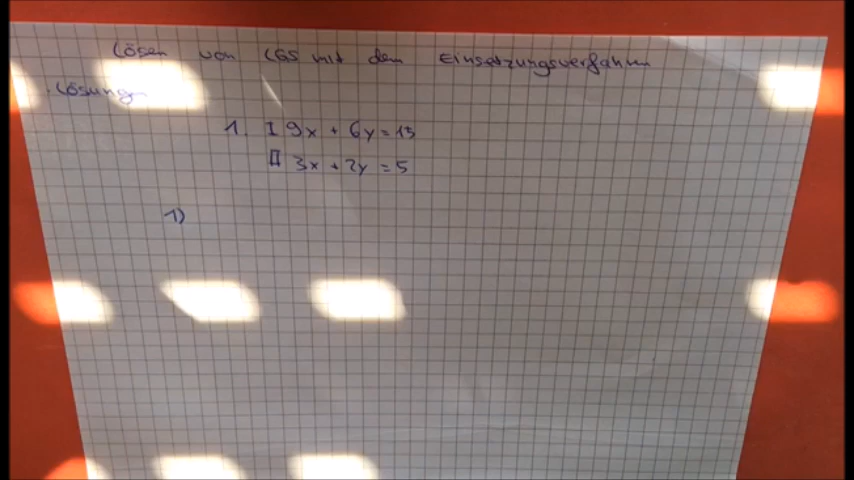 Lösen von LGS mit dem Einsetzungsverfahren
Lösungen
1. I 9x + 6y = 15
II 3x + 2y = 5
1)